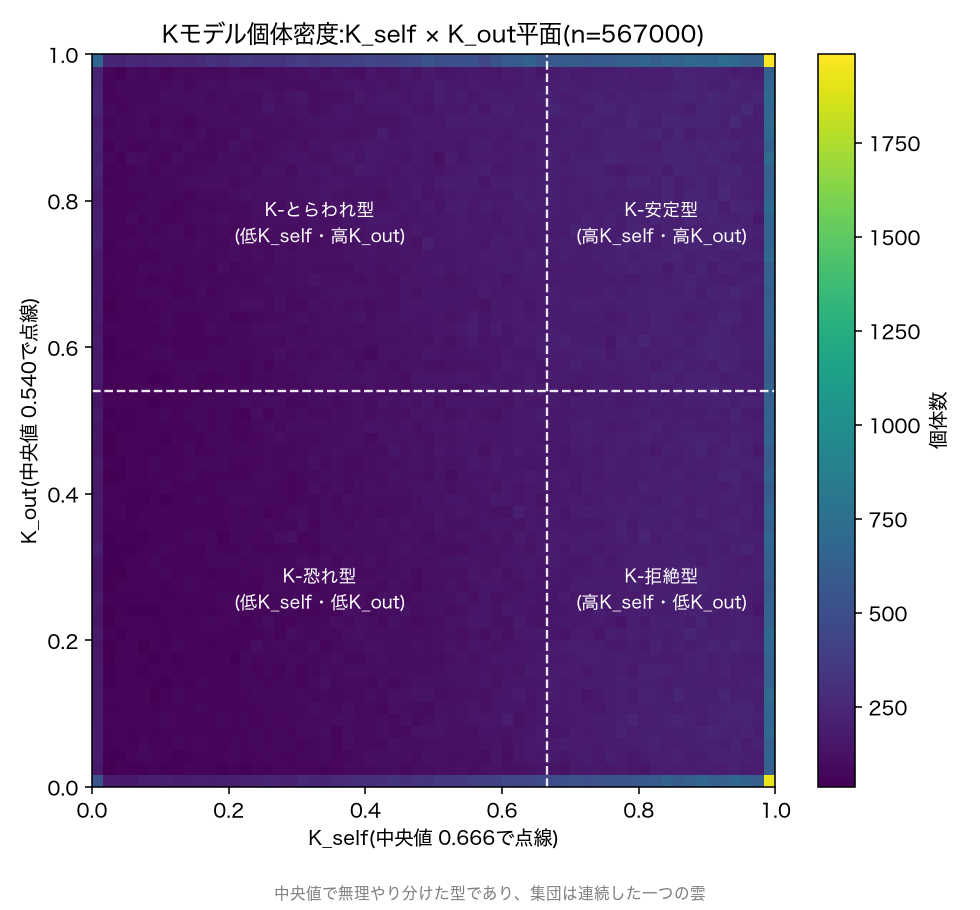 Kモデル個体密度:K_self × K_out平面(n=567000)
1.0
0.8
0.6
0.4
0.2
0.0
K_out(中央値 0.540で点線)
K-とらわれ型
(低K_self・高K_out)
K-安定型
(高K_self・高K_out)
K-恐れ型
(低K_self・低K_out)
K-拒絶型
(高K_self・低K_out)
0.0
0.2
0.4
0.6
0.8
1.0
K_self(中央値 0.666で点線)
1750
1500
1250
1000
750
500
250
個体数
中央値で無理やり分けた型であり、集団は連続した一つの雲